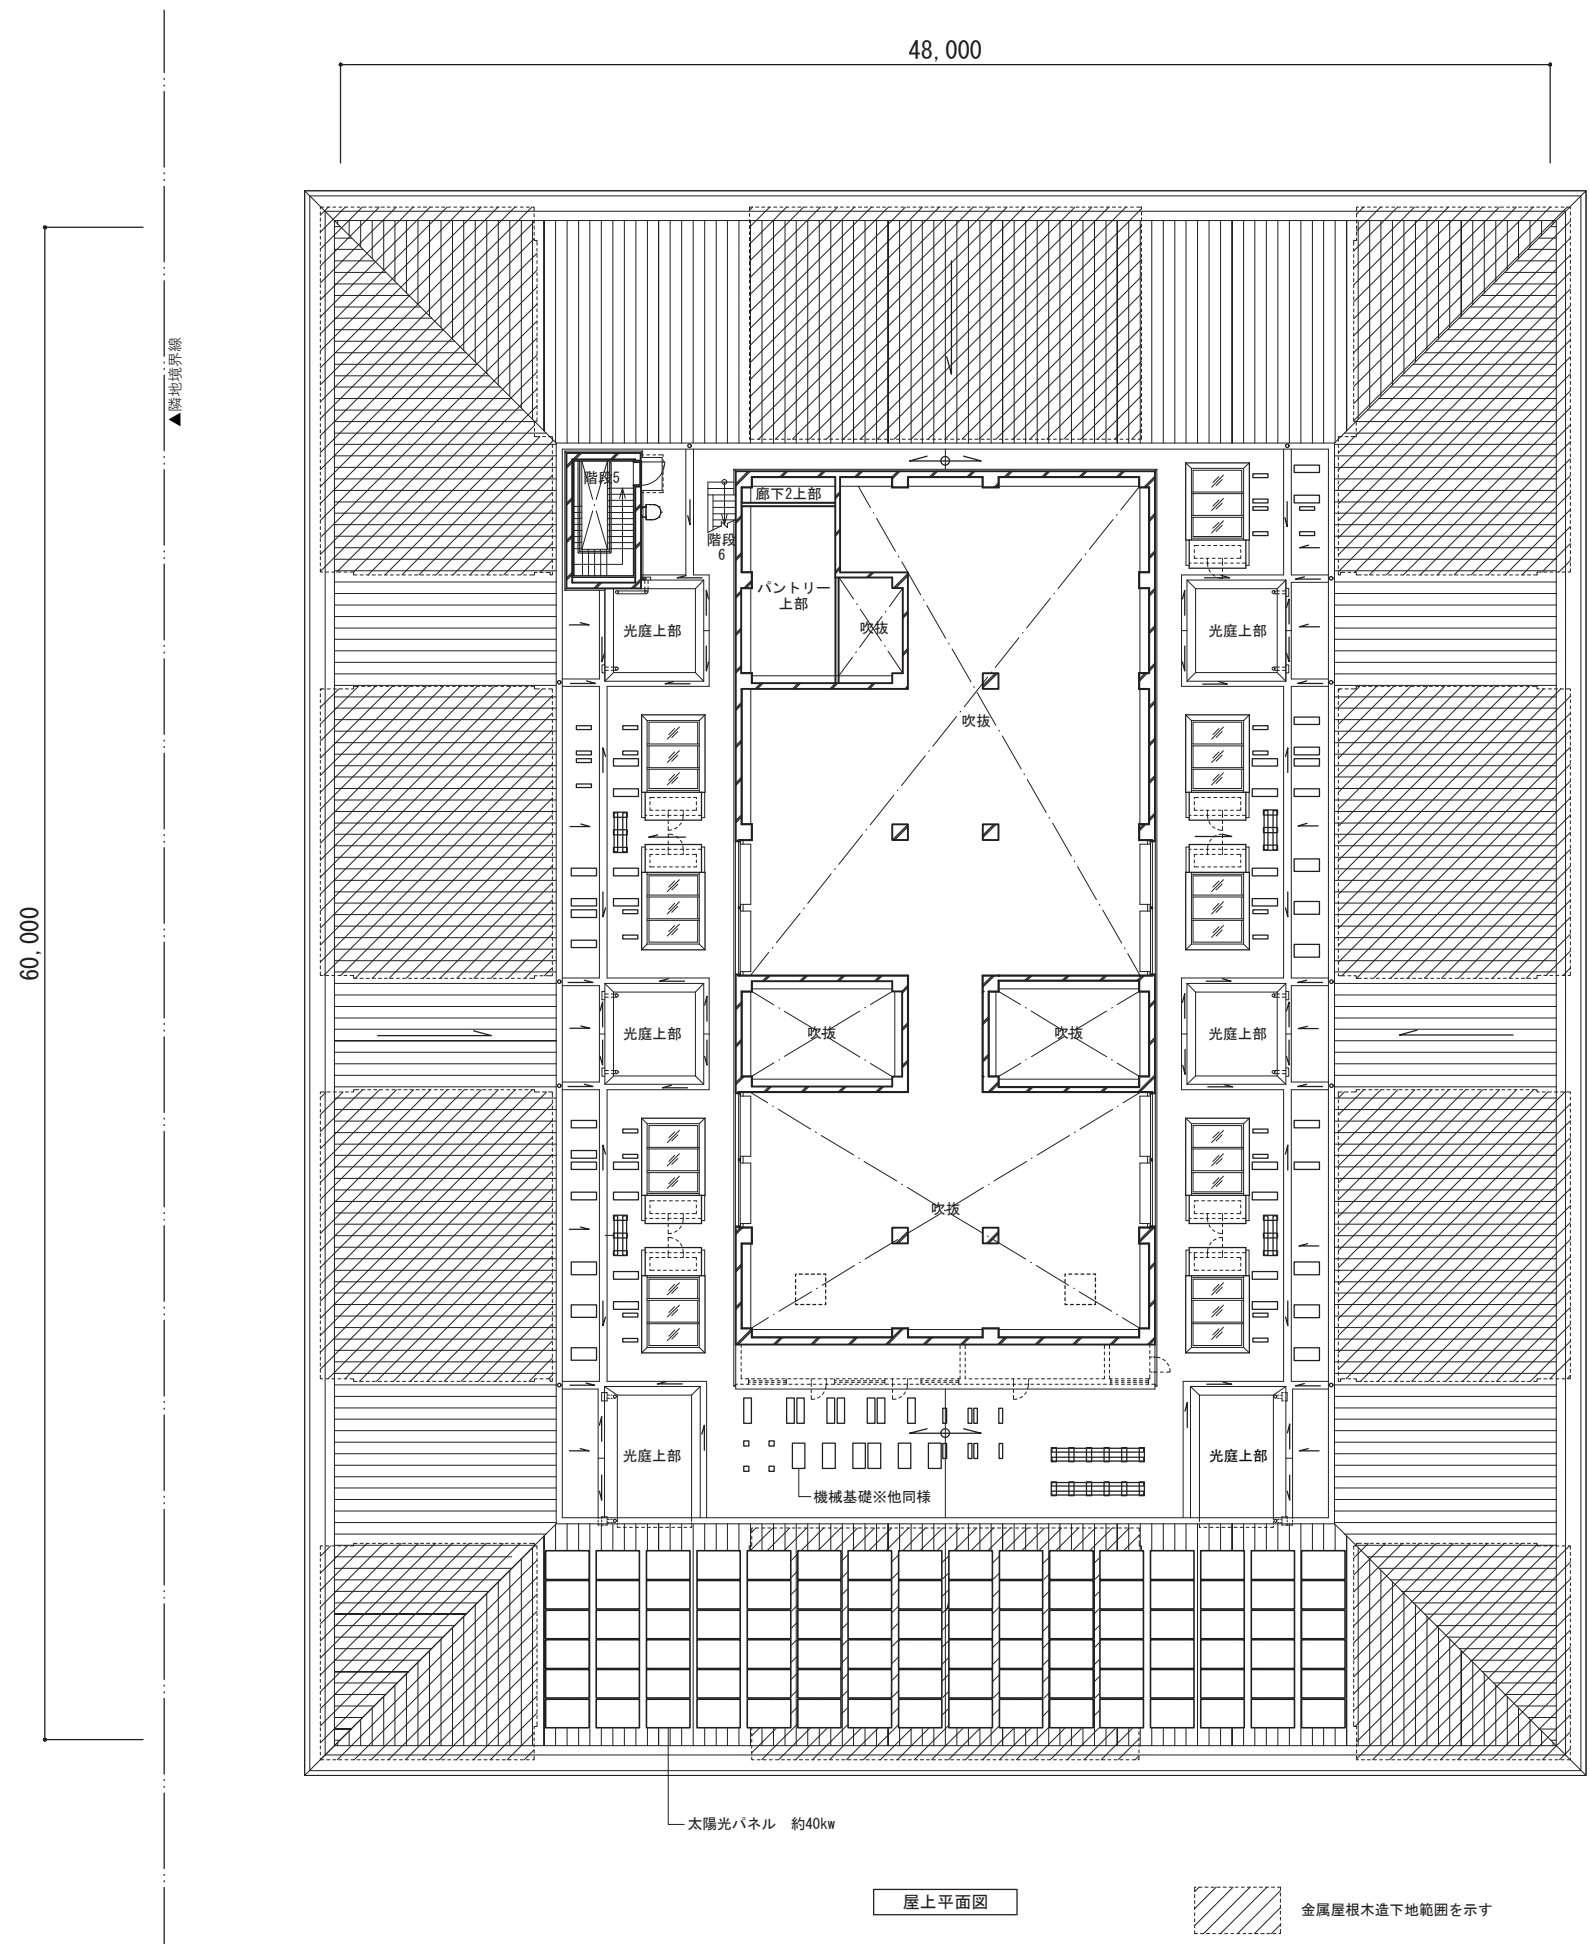 48,000
▲隣地境界線
階段5
廊下2上部
階段
6
パントリー
上部
吹抜
光庭上部
光庭上部
吹抜
60,000
光庭上部
吹抜
吹抜
光庭上部
吹抜
光庭上部
光庭上部
機械基礎※他同様
太陽光パネル 約40kw
屋上平面図
金属屋根木造下地範囲を示す